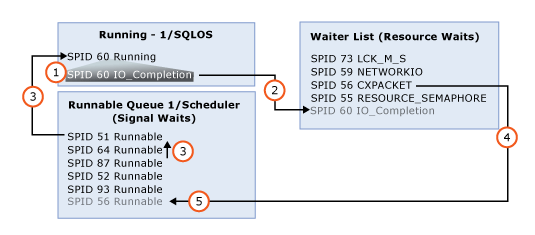 Running - 1/SQLOS
SPID 60 Running
1
SPID 60 IO_Completion
3
2
Runnable Queue 1/Scheduler
(Signal Waits)
SPID 51 Runnable
SPID 64 Runnable
3
SPID 87 Runnable
SPID 52 Runnable
SPID 93 Runnable
SPID 56 Runnable
5
Waiter List (Resource Waits)
SPID 73 LCK_M_S
SPID 59 NETWORKIO
SPID 56 CXPACKET
SPID 55 RESOURCE_SEMAPHORE
SPID 60 IO_Completion
4